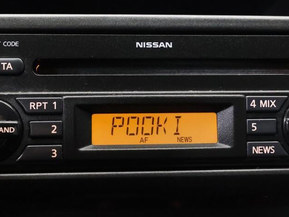 CODE
NISSAN
TA
RPT 1
4 MIX
AND
2
POOKI
5
AF NEWS
3
NEWS